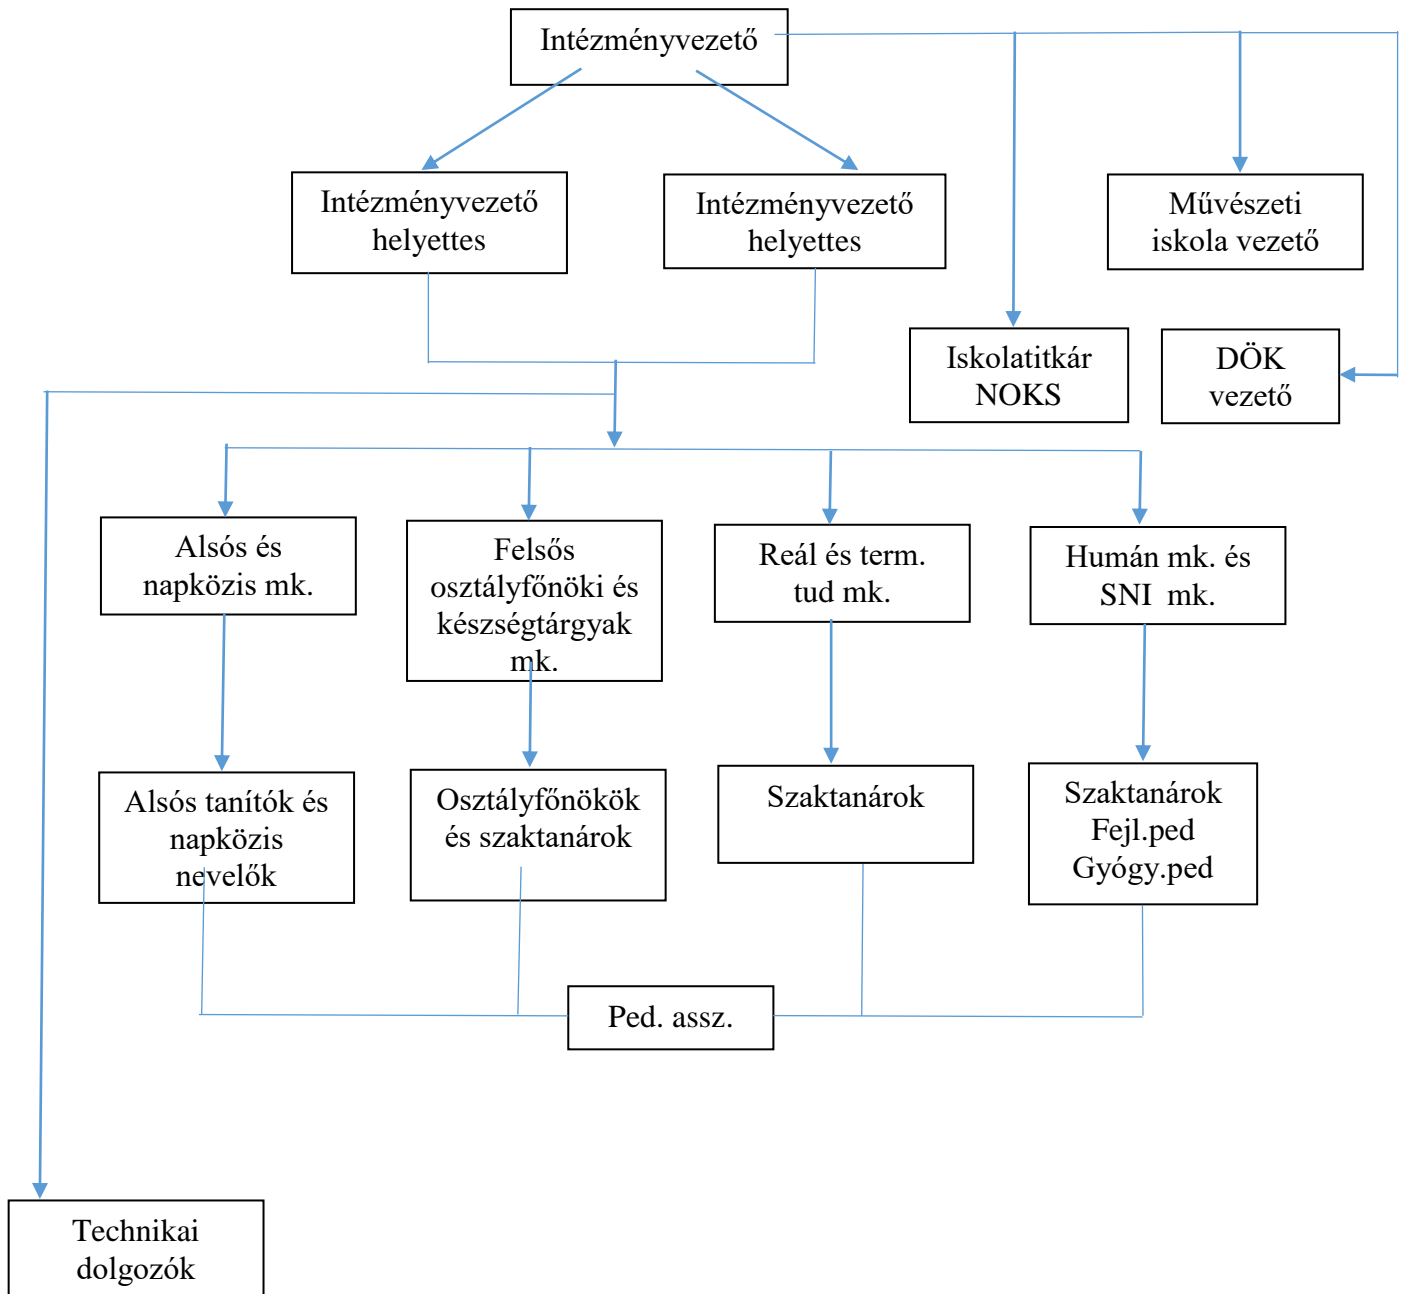 Intézményvezető
Intézményvezető
helyettes
Intézményvezető
helyettes
Művészeti
iskola vezető
Iskolatitkár
NOKS
DÖK
vezető
Alsós és
napközis mk.
Felsős
osztályfőnöki és
készségtárgyak
mk.
Reál és term.
tud mk.
Humán mk. és
SNI  mk.
Alsós tanítók és
napközis
nevelők
Osztályfőnökök
és szaktanárok
Szaktanárok
Szaktanárok
Fejl.ped
Gyógy.ped
Ped. assz.
Technikai
dolgozók